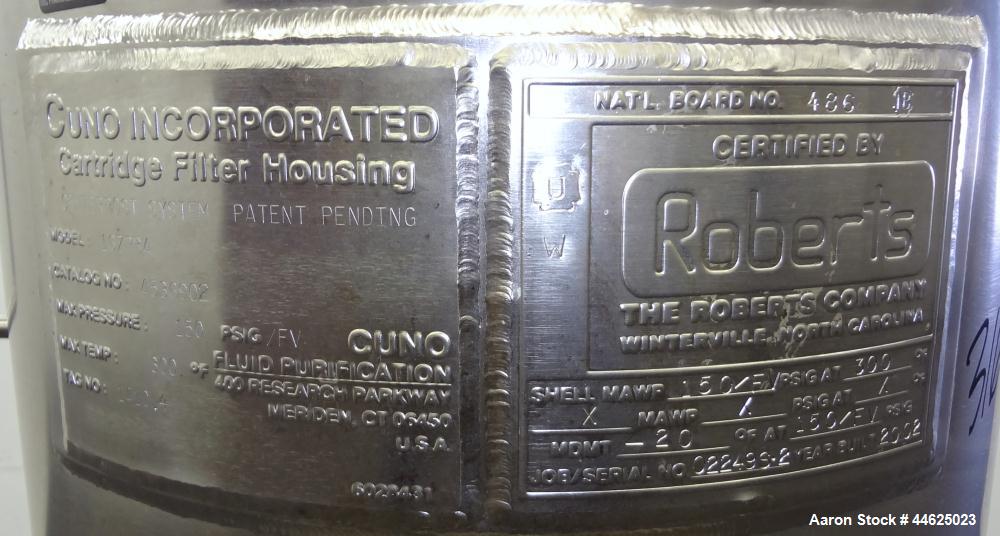 CUNO INCORPORATED
Cartridge Filter Housing
SYSTEM PATENT PENDING
MODEL:
CATALOG NO:
MAX PRESSURE: 150 PSIG/FV
MAX TEMP: 300 °F
TAG NO:
CUNO
FLUID PURIFICATION
400 RESEARCH PARKWAY
MERIDEN, CT 06450
U.S.A.
6029431
NAT'L. BOARD NO. 486
U
W
CERTIFIED BY
Roberts
THE ROBERTS COMPANY
WINTERVILLE, NORTH CAROLINA
SHELL MAWP 150/FV PSIG AT 300 °F
X MAWP PSIG AT °F
MDMT -20 °F AT 150/FV PSIG
JOB/SERIAL NO. YEAR BUILT 2002
Aaron Stock # 44625023